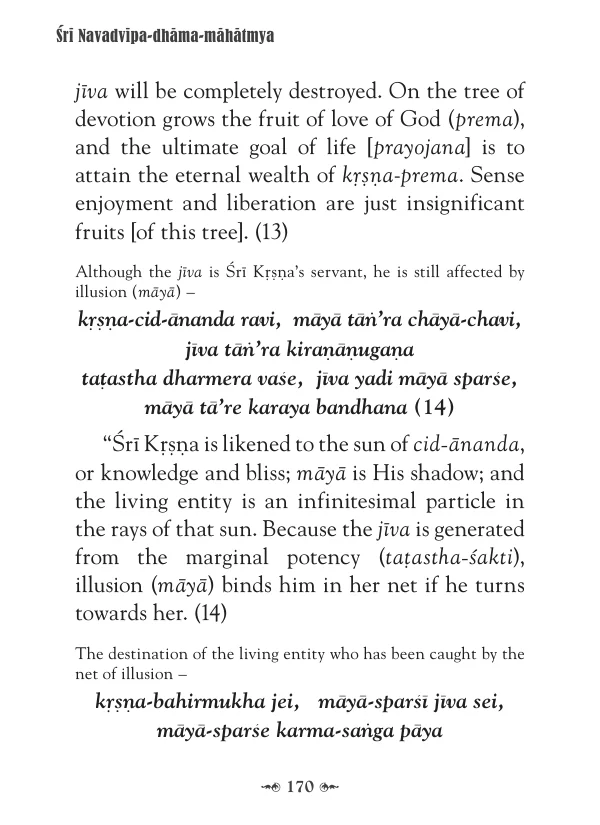 Śrī Navadvīpa-dhāma-māhātmya
jīva will be completely destroyed. On the tree of
devotion grows the fruit of love of God (prema),
and the ultimate goal of life [prayojana] is to
attain the eternal wealth of kṛṣṇa-prema. Sense
enjoyment and liberation are just insignificant
fruits [of this tree]. (13)
Although the jīva is Śrī Kṛṣṇa’s servant, he is still affected by
illusion (māyā) –
kṛṣṇa-cid-ānanda ravi, māyā tāṅ’ra chāyā-chavi,
jīva tāṅ’ra kiraṇāṇugaṇa
taṭastha dharmera vaśe, jīva yadi māyā sparśe,
māyā tā’re karaya bandhana (14)
“Śrī Kṛṣṇa is likened to the sun of cid-ānanda,
or knowledge and bliss; māyā is His shadow; and
the living entity is an infinitesimal particle in
the rays of that sun. Because the jīva is generated
from the marginal potency (taṭastha-śakti),
illusion (māyā) binds him in her net if he turns
towards her. (14)
The destination of the living entity who has been caught by the
net of illusion –
kṛṣṇa-bahirmukha jei, māyā-sparśī jīva sei,
māyā-sparśe karma-saṅga pāya
170